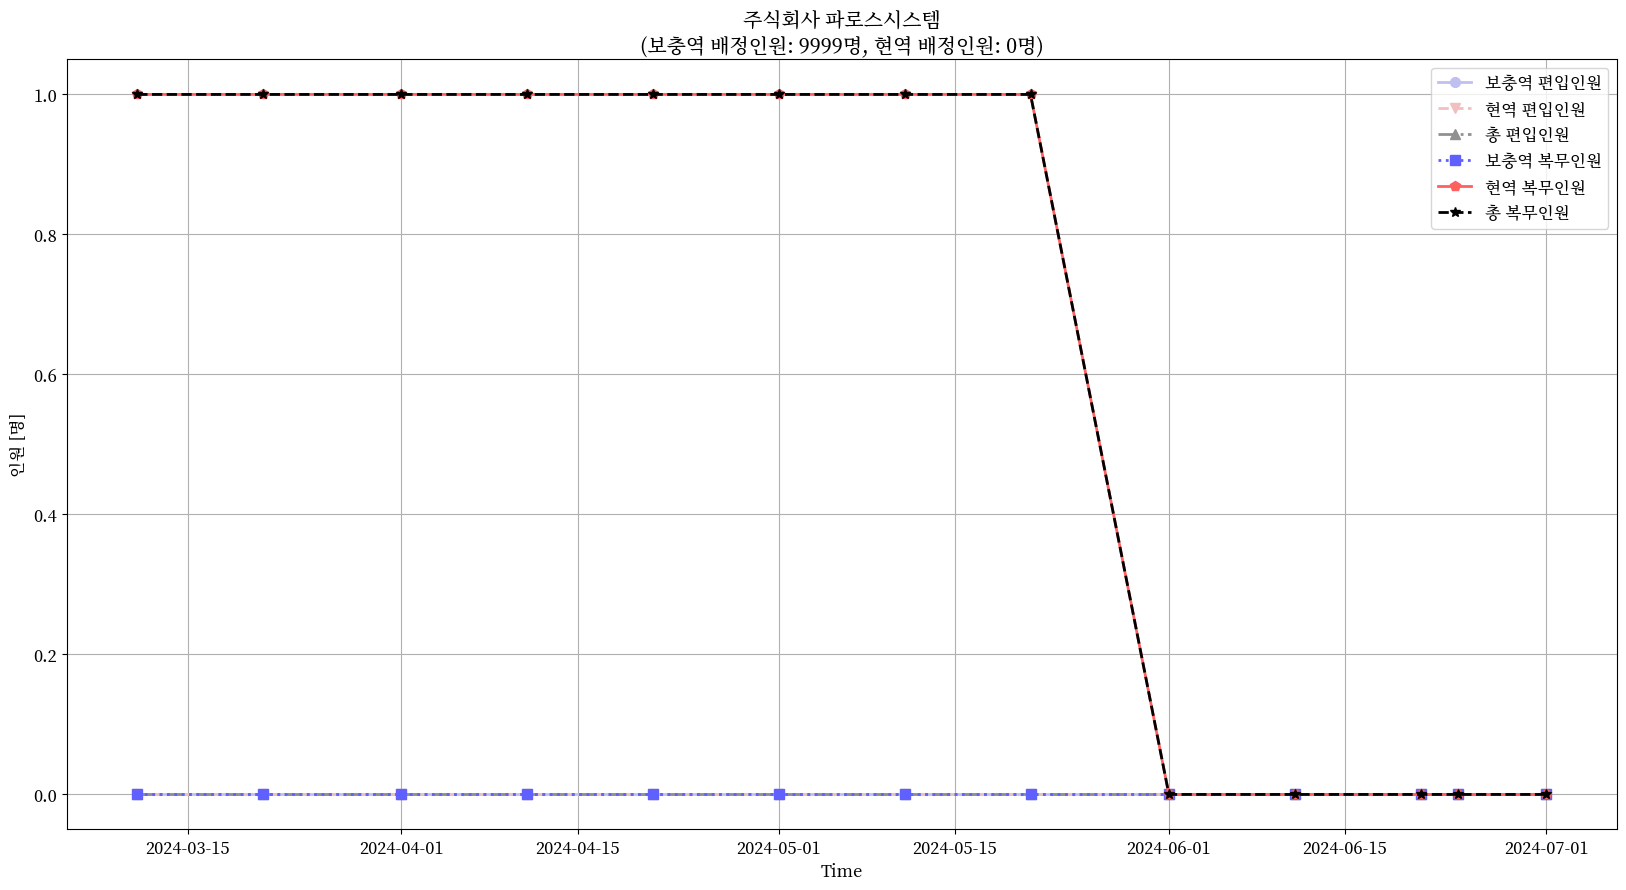 주식회사 파로스시스템
(보충역 배정인원: 9999명, 현역 배정인원: 0명)
보충역 편입인원
현역 편입인원
총 편입인원
보충역 복무인원
현역 복무인원
총 복무인원
인원 [명]
1.0
0.8
0.6
0.4
0.2
0.0
2024-03-15
2024-04-01
2024-04-15
2024-05-01
2024-05-15
2024-06-01
2024-06-15
2024-07-01
Time